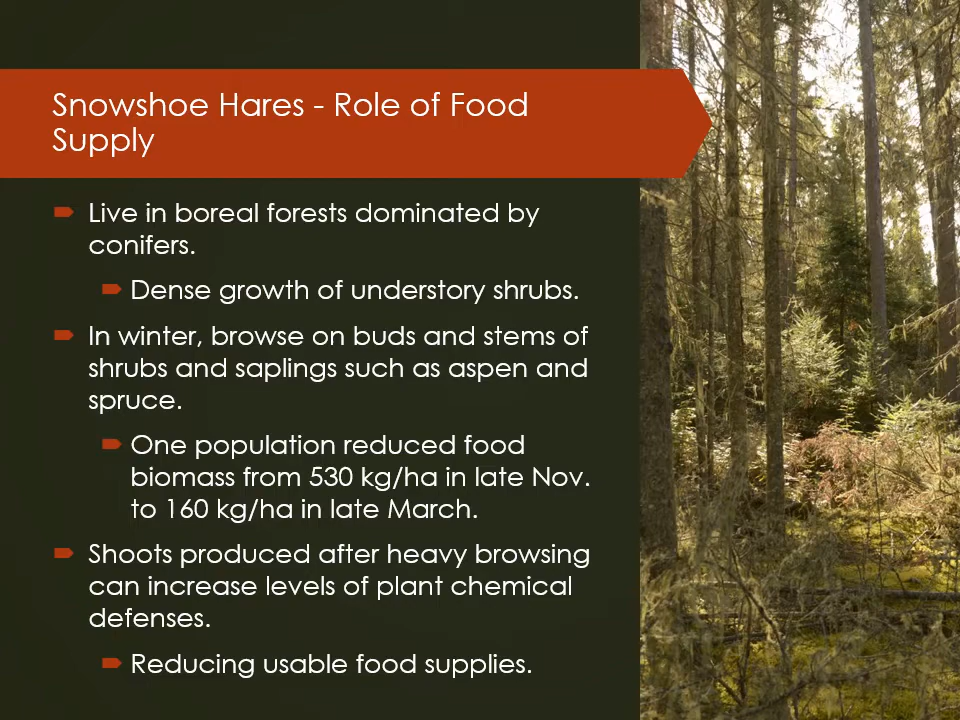 Snowshoe Hares - Role of Food
Supply
Live in boreal forests dominated by
conifers.
Dense growth of understory shrubs.
In winter, browse on buds and stems of
shrubs and saplings such as aspen and
spruce.
One population reduced food
biomass from 530 kg/ha in late Nov.
to 160 kg/ha in late March.
Shoots produced after heavy browsing
can increase levels of plant chemical
defenses.
Reducing usable food supplies.